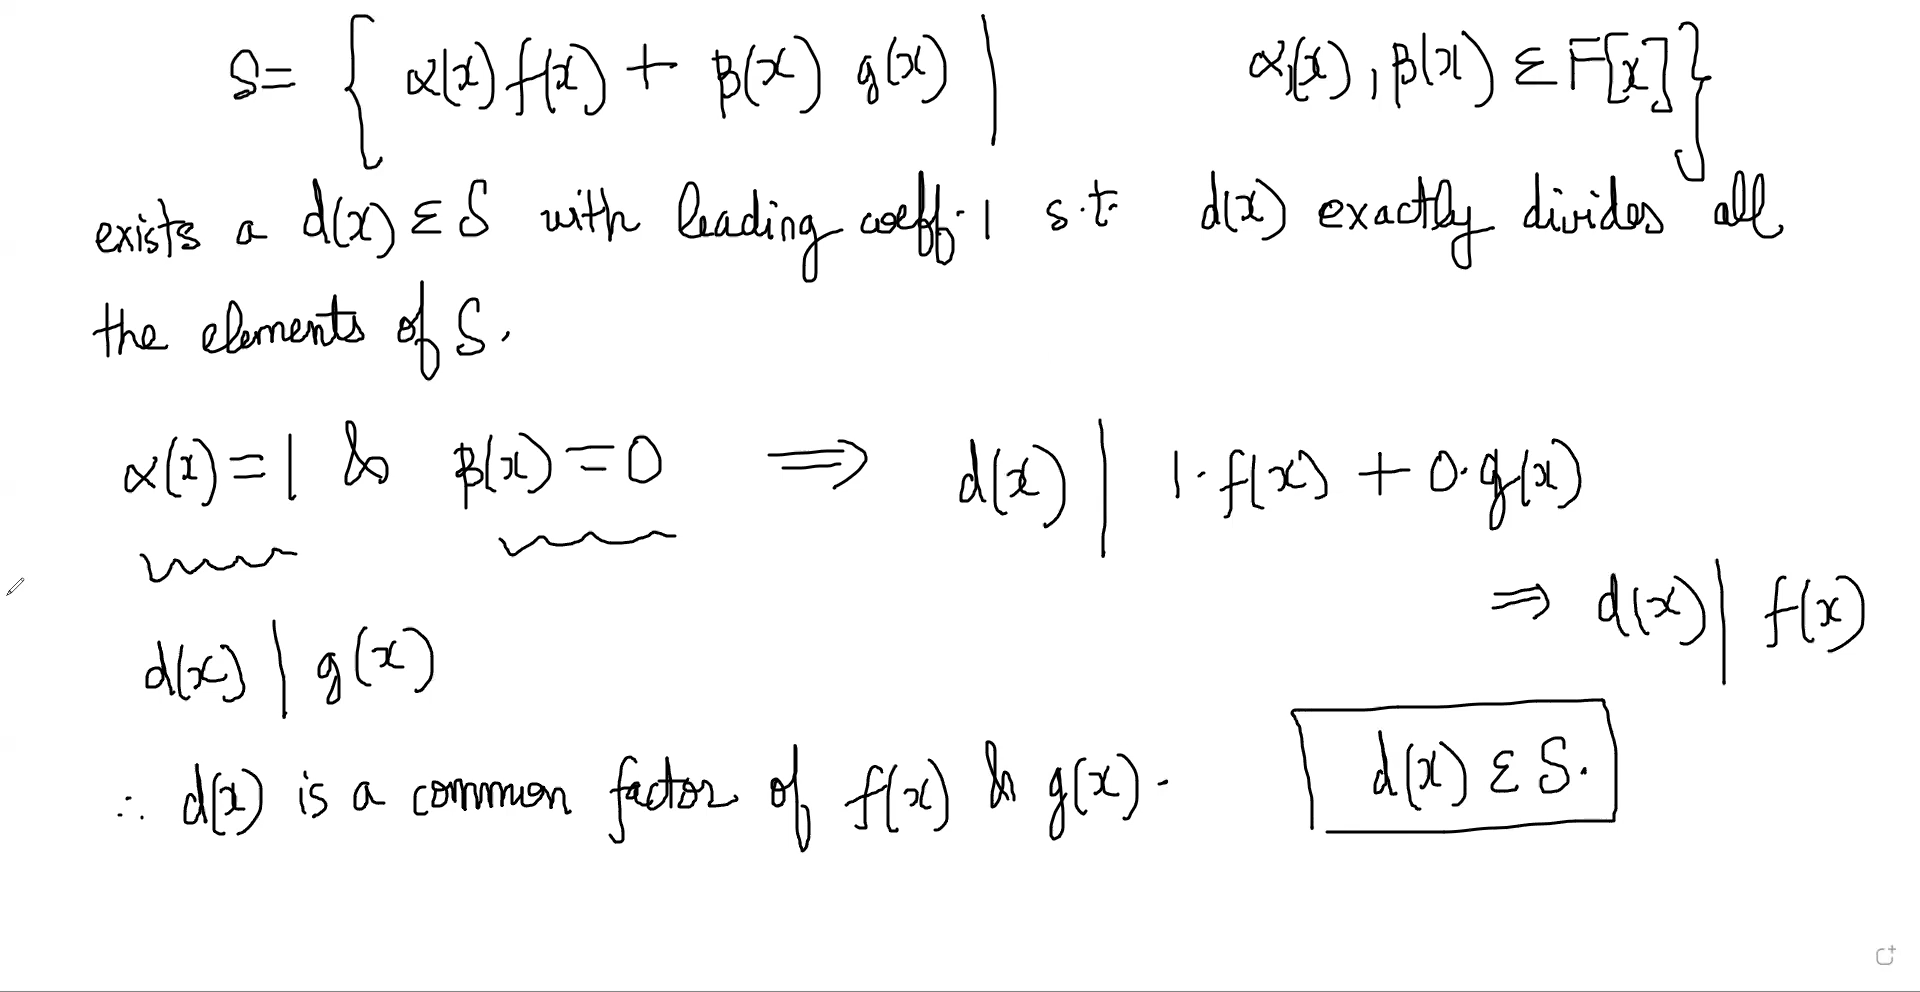 S = { α(x) f(x) + β(x) g(x) | α(x), β(x) ∈ F[x] }
exists a d(x) ∈ S with leading coeff. 1 s.t. d(x) exactly divides all
the elements of S.
α(x) = 1 & β(x) = 0 ⟹ d(x) | 1·f(x) + 0·g(x)
⟹ d(x) | f(x)
d(x) | g(x)
∴ d(x) is a common factor of f(x) & g(x). d(x) ∈ S.